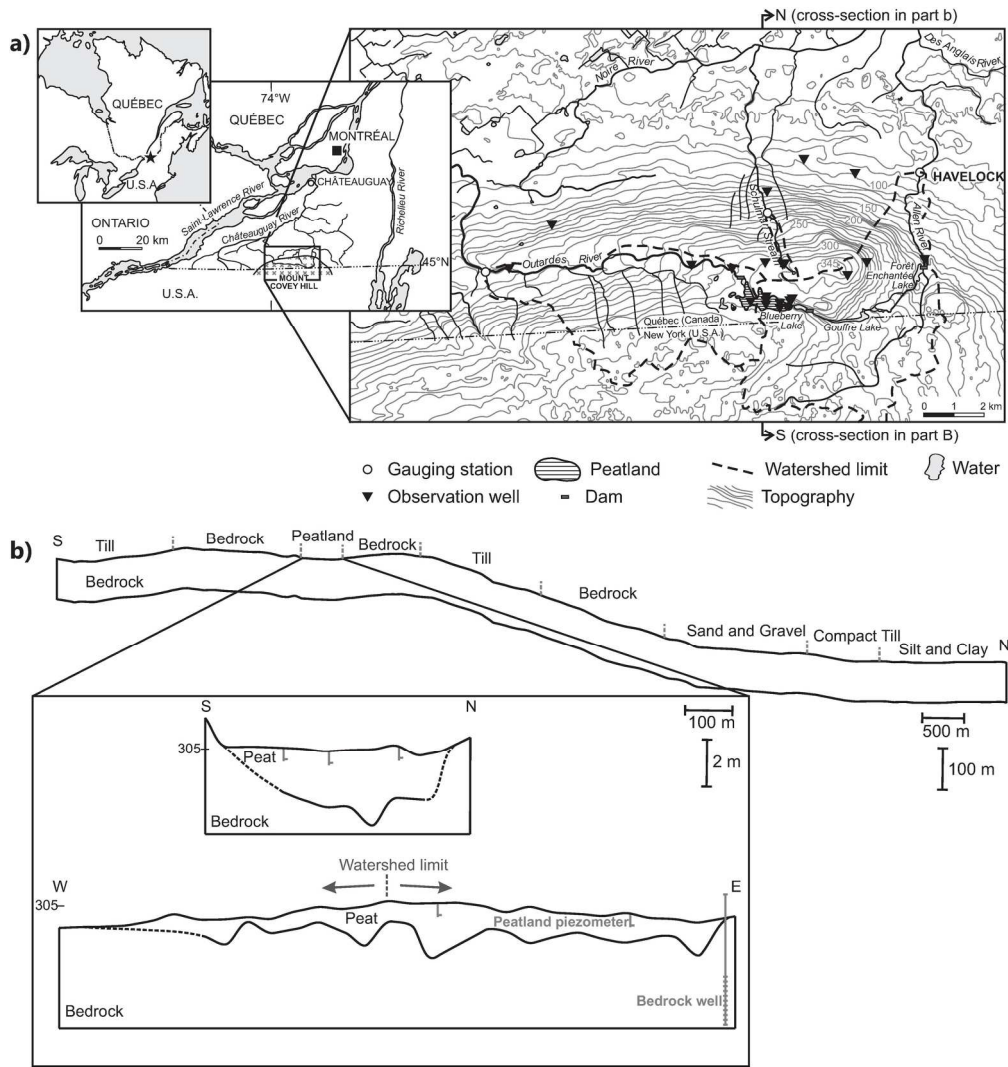 a)
QUÉBEC
U.S.A.
74°W
QUÉBEC
MONTRÉAL
CHÂTEAUGUAY
Saint-Lawrence River
Châteauguay River
Richelieu River
ONTARIO
0 20 km
45°N
U.S.A.
MOUNT
COVEY HILL
N (cross-section in part b)
Noire River
Des Anglais River
HAVELOCK
100
150
200
250
300
345
Schulman Stream
Allen River
Outardes River
Forêt
Enchantée
Lake
Blueberry
Lake
Gouffre Lake
Québec (Canada)
New York (U.S.A.)
0 1 2 km
S (cross-section in part B)
Gauging station
Peatland
Watershed limit
Water
Observation well
Dam
Topography
b)
S
Till
Bedrock
Peatland
Bedrock
Till
Bedrock
Bedrock
Sand and Gravel
Compact Till
Silt and Clay
N
S
N
305
Peat
Bedrock
100 m
2 m
500 m
100 m
Watershed limit
W
E
305
Peat
Peatland piezometer
Bedrock
Bedrock well